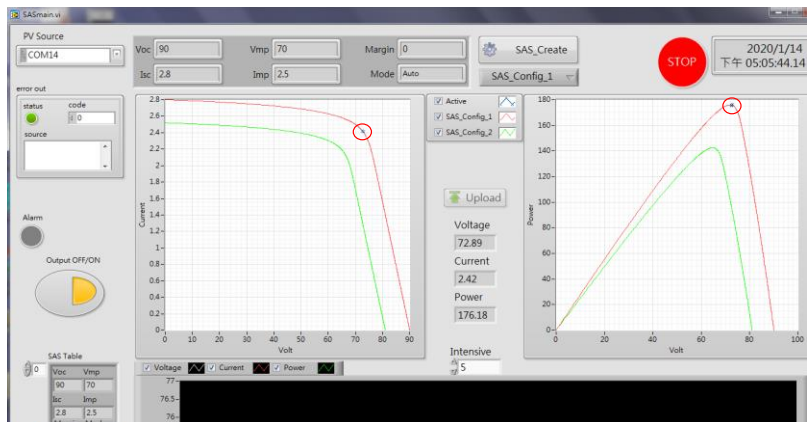 SASmain.vi
PV Source
COM14
Voc 90 Vmp 70 Margin 0
Isc 2.8 Imp 2.5 Mode Auto
SAS_Create
SAS_Config_1
STOP
2020/1/14
下午 05:05:44.14
error out
status code
0
source
Alarm
Output OFF/ON
SAS Table
0
Voc Vmp
90 70
Isc Imp
2.8 2.5
Current
2.8
2.6
2.4
2.2
2
1.8
1.6
1.4
1.2
1
0.8
0.6
0.4
0.2
0
0 10 20 30 40 50 60 70 80 90
Volt
Active
SAS_Config_1
SAS_Config_2
Upload
Voltage
72.89
Current
2.42
Power
176.18
Intensive
5
Power
180
160
140
120
100
80
60
40
20
0
0 20 40 60 80 100
Volt
Voltage Current Power
77
76.5
76